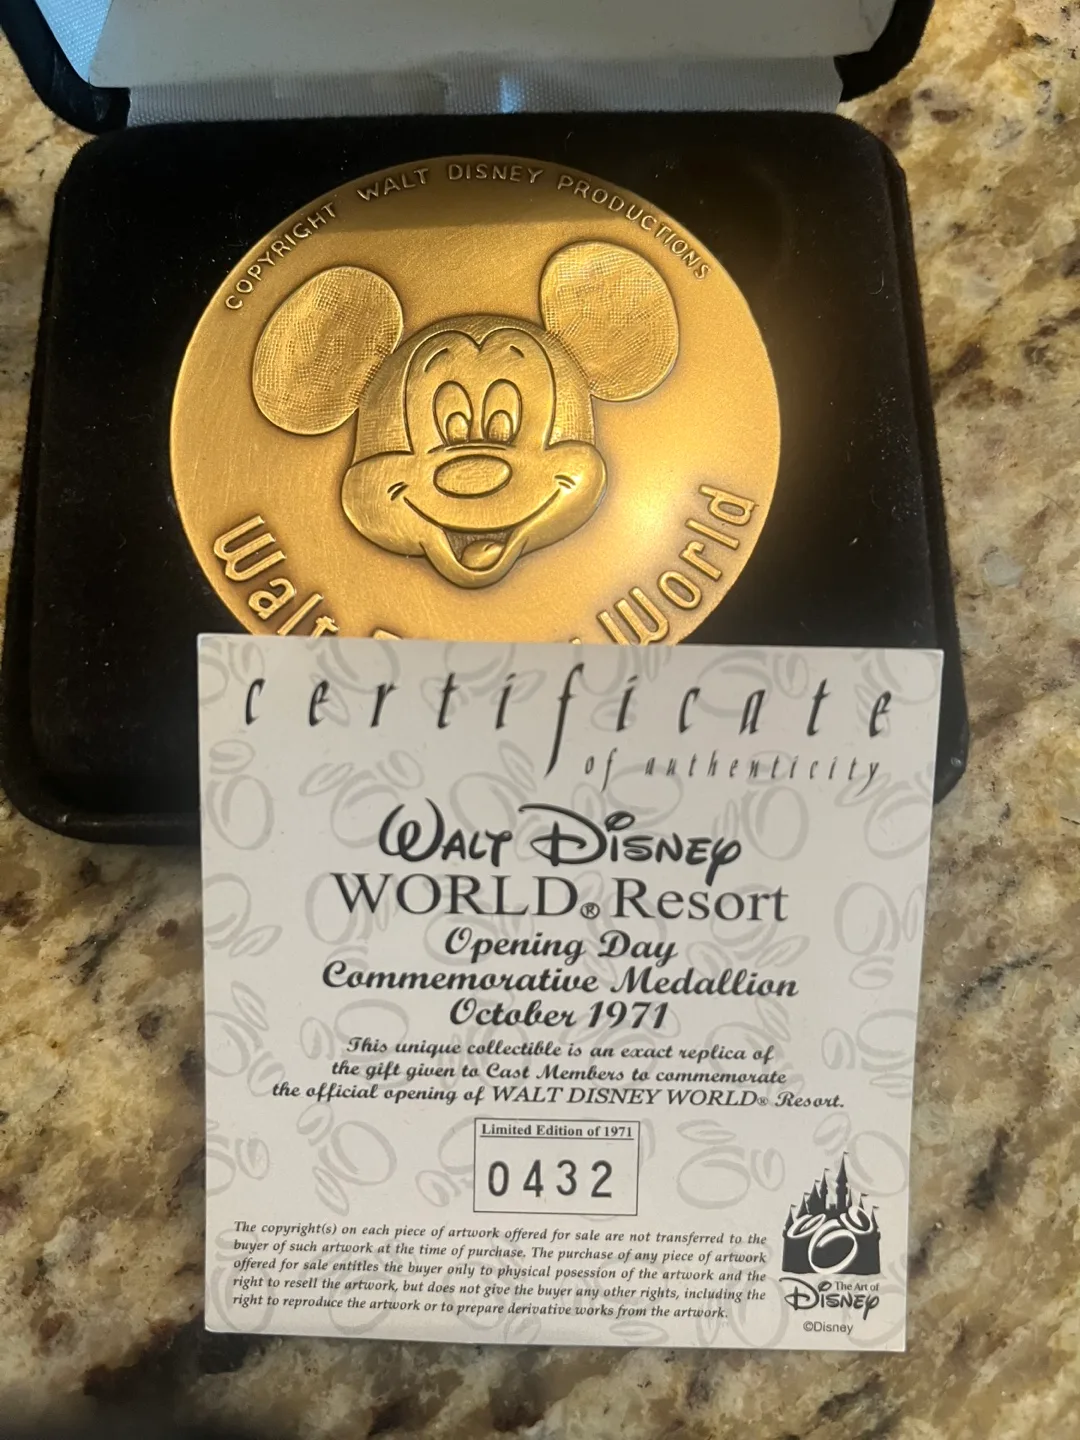 COPYRIGHT WALT DISNEY PRODUCTIONS
Walt World
certificate
of authenticity
WALT DISNEY
WORLD® Resort
Opening Day
Commemorative Medallion
October 1971
This unique collectible is an exact replica of
the gift given to Cast Members to commemorate
the official opening of WALT DISNEY WORLD® Resort.
Limited Edition of 1971
0432
The copyright(s) on each piece of artwork offered for sale are not transferred to the
buyer of such artwork at the time of purchase. The purchase of any piece of artwork
offered for sale entitles the buyer only to physical posession of the artwork and the
right to resell the artwork, but does not give the buyer any other rights, including the
right to reproduce the artwork or to prepare derivative works from the artwork.
The Art of
DISNEY
©Disney